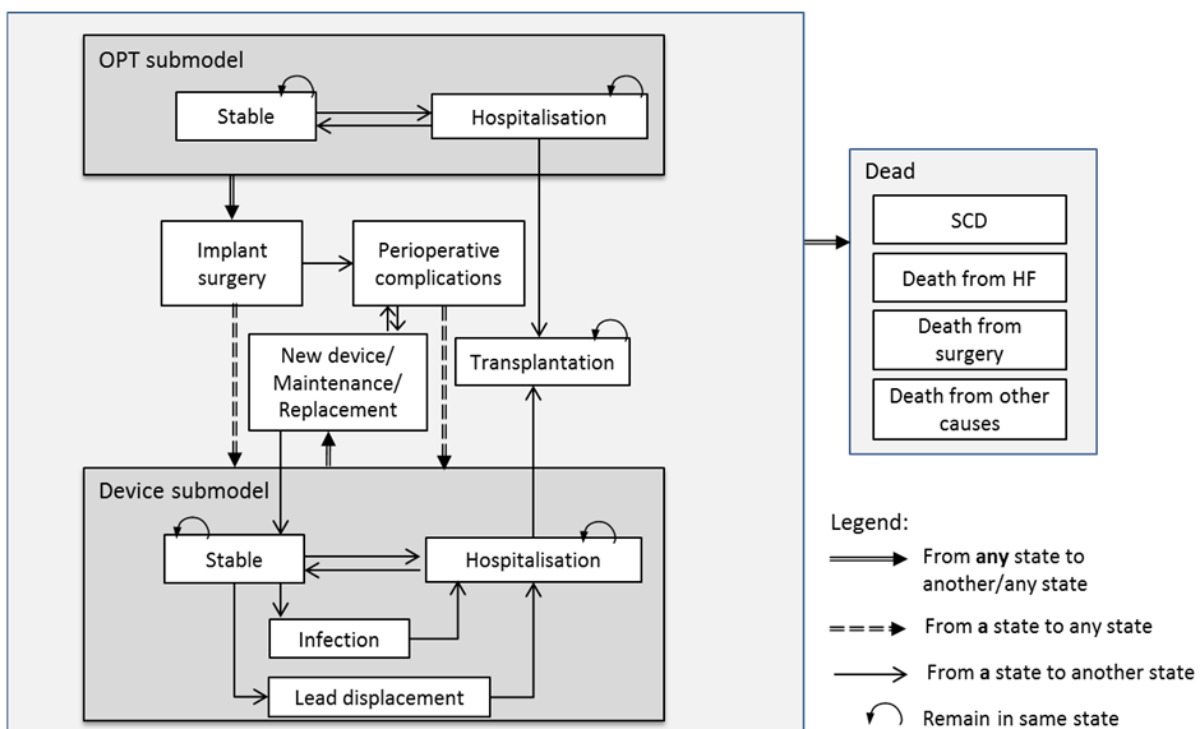 OPT submodel
Stable
Hospitalisation
Implant
surgery
Perioperative
complications
New device/
Maintenance/
Replacement
Transplantation
Device submodel
Stable
Hospitalisation
Infection
Lead displacement
Dead
SCD
Death from HF
Death from
surgery
Death from other
causes
Legend:
From any state to
another/any state
From a state to any state
From a state to another state
Remain in same state